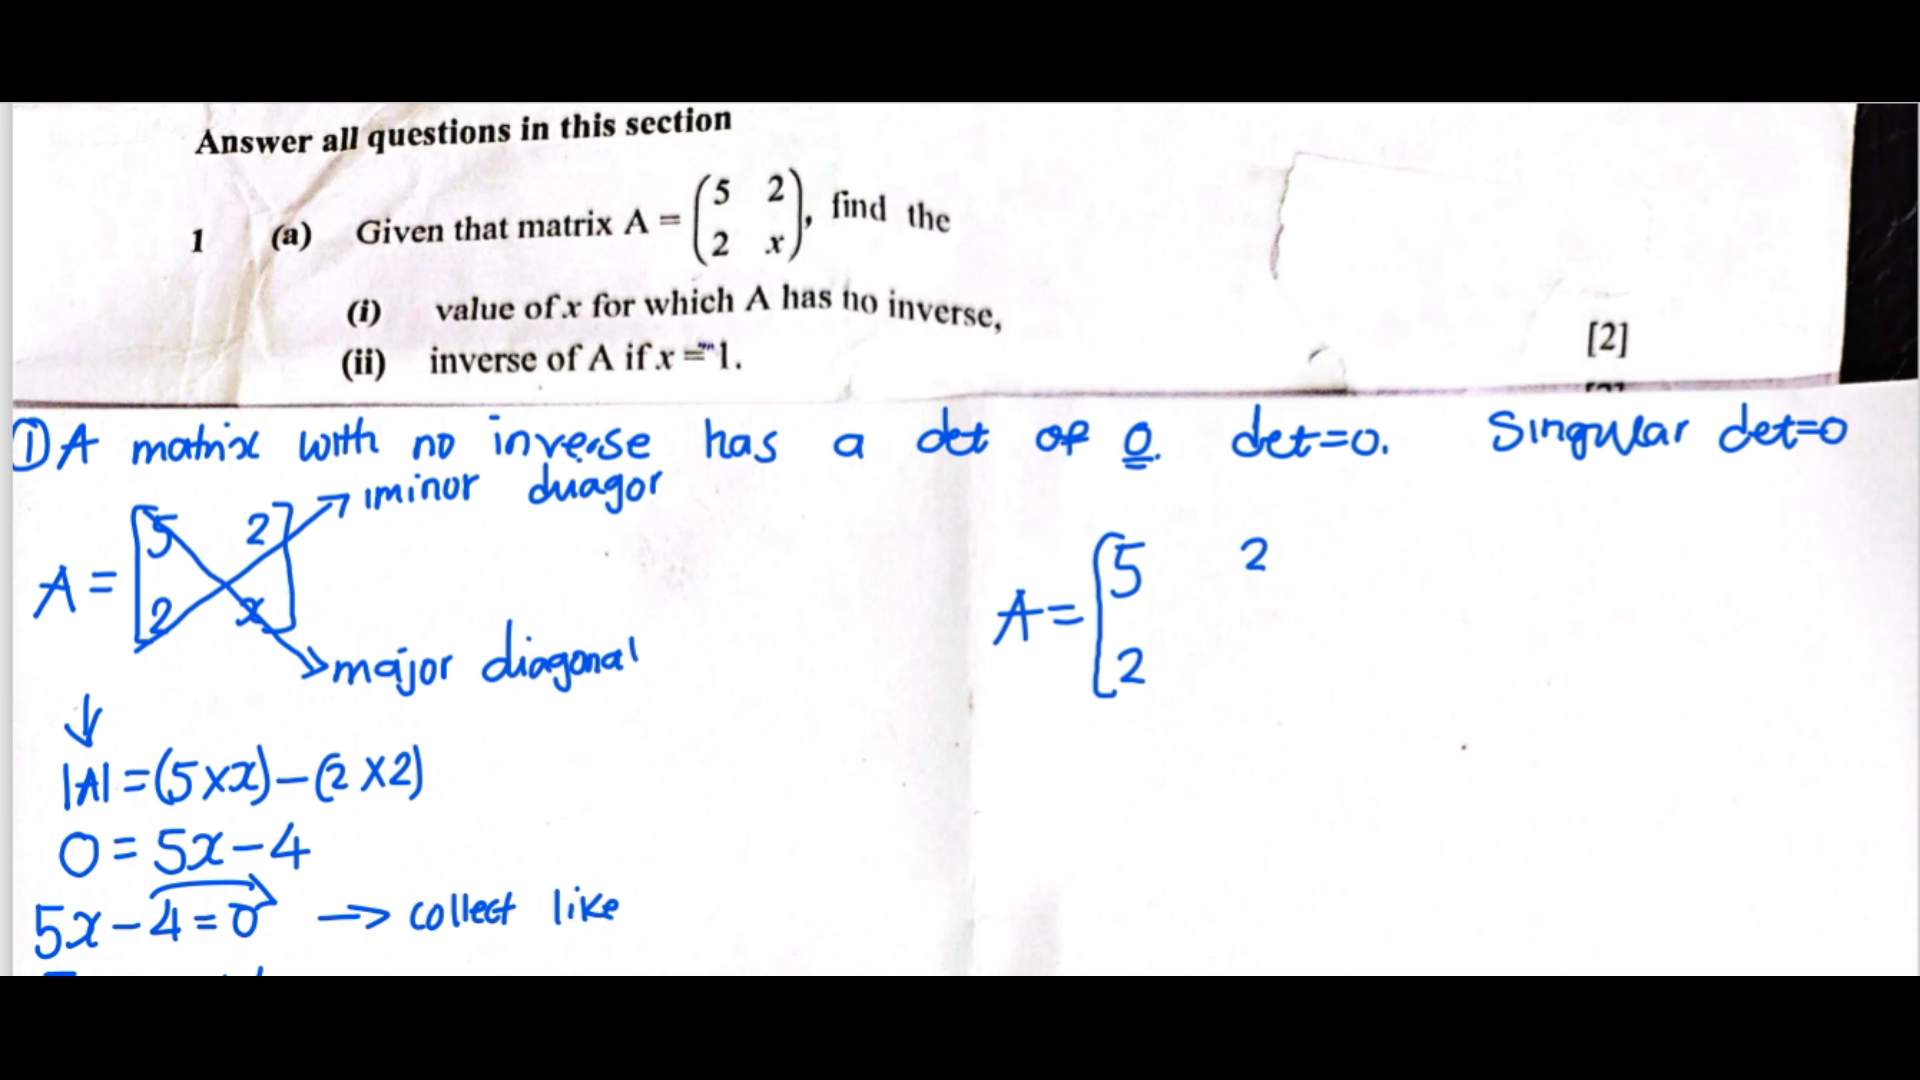 Answer all questions in this section
1 (a) Given that matrix A = (5 2
2 x), find the
(i) value of x for which A has no inverse,
[2]
(ii) inverse of A if x = 1.
① A matrix with no inverse has a det of 0. det=0. Singular det=0
minor duagor
A = [5 2
2 x]
major diagonal
↓
|A| = (5×x) – (2×2)
0 = 5x – 4
5x – 4 = 0 → collect like
A = [5 2
2